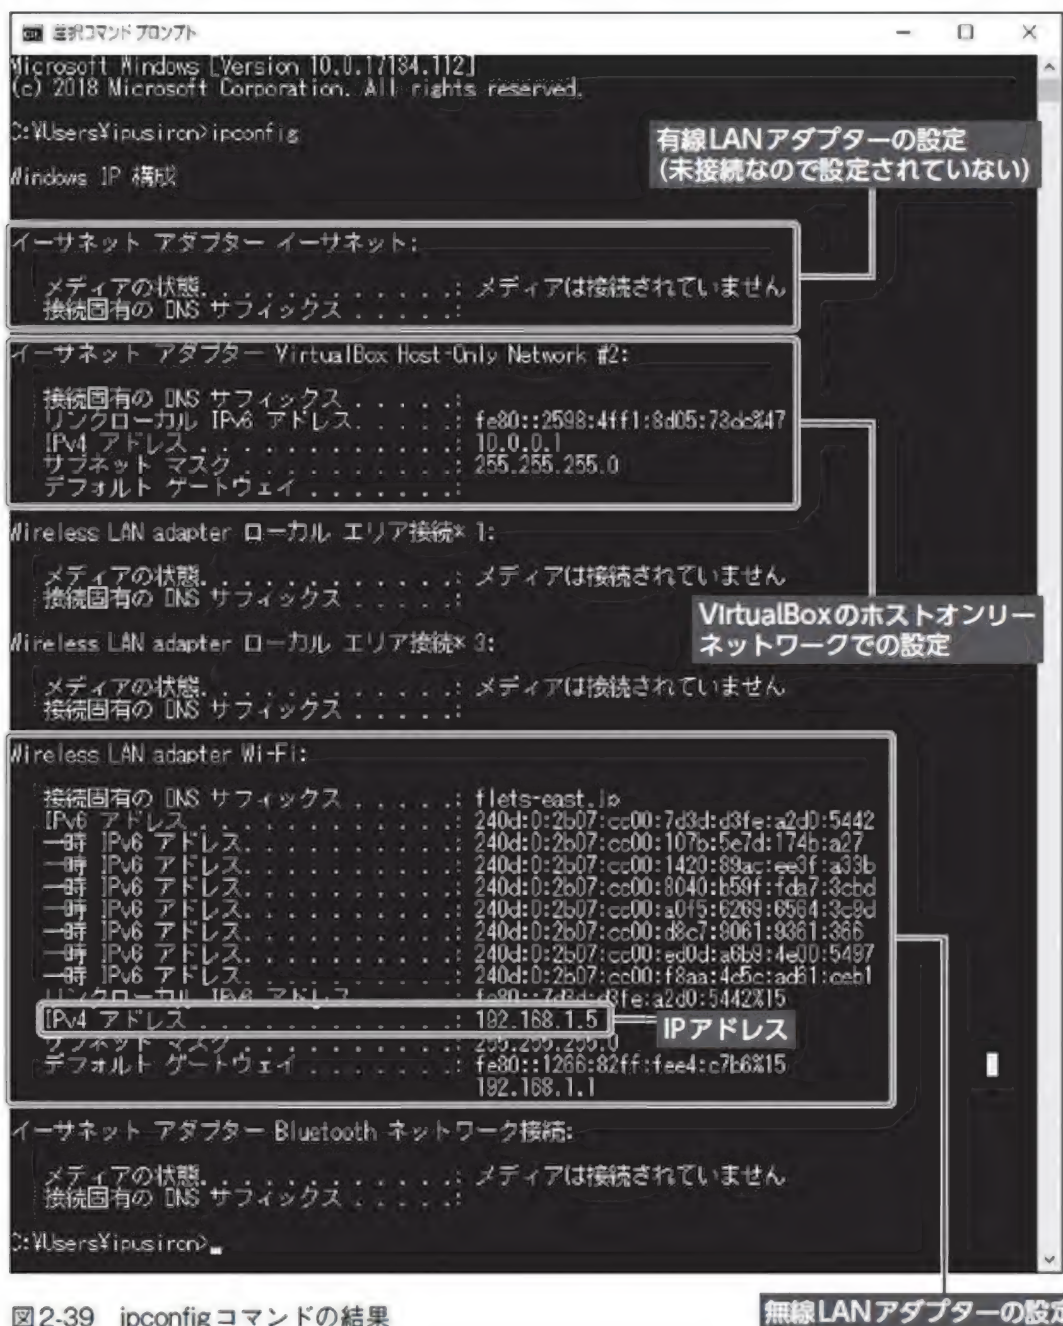 選択コマンド プロンプト
Microsoft Windows [Version 10.0.17134.112]
(c) 2018 Microsoft Corporation. All rights reserved.
C:¥Users¥ipusiron>ipconfig
有線LANアダプターの設定
(未接続なので設定されていない)
Windows IP 構成
イーサネット アダプター イーサネット:
メディアの状態. . . . . . . . . . . .: メディアは接続されていません
接続固有の DNS サフィックス . . . . .:
イーサネット アダプター VirtualBox Host-Only Network #2:
接続固有の DNS サフィックス . . . . .:
リンクローカル IPv6 アドレス. . . . .: fe80::2598:4ff1:8d05:73dc%47
IPv4 アドレス . . . . . . . . . . . .: 10.0.0.1
サブネット マスク . . . . . . . . . .: 255.255.255.0
デフォルト ゲートウェイ . . . . . . .:
Wireless LAN adapter ローカル エリア接続* 1:
メディアの状態. . . . . . . . . . . .: メディアは接続されていません
接続固有の DNS サフィックス . . . . .:
VirtualBoxのホストオンリー
ネットワークでの設定
Wireless LAN adapter ローカル エリア接続* 3:
メディアの状態. . . . . . . . . . . .: メディアは接続されていません
接続固有の DNS サフィックス . . . . .:
Wireless LAN adapter Wi-Fi:
接続固有の DNS サフィックス . . . . .: flets-east.jp
IPv6 アドレス . . . . . . . . . . . .: 240d:0:2b07:cc00:7d3d:d3fe:a2d0:5442
一時 IPv6 アドレス. . . . . . . . . .: 240d:0:2b07:cc00:107b:5e7d:174b:a27
一時 IPv6 アドレス. . . . . . . . . .: 240d:0:2b07:cc00:1420:89ac:ee3f:a33b
一時 IPv6 アドレス. . . . . . . . . .: 240d:0:2b07:cc00:8040:b59f:fda7:3cbd
一時 IPv6 アドレス. . . . . . . . . .: 240d:0:2b07:cc00:a0f5:6269:6564:3c9d
一時 IPv6 アドレス. . . . . . . . . .: 240d:0:2b07:cc00:d8c7:9061:9361:366
一時 IPv6 アドレス. . . . . . . . . .: 240d:0:2b07:cc00:ed0d:a6b9:4e00:5497
一時 IPv6 アドレス. . . . . . . . . .: 240d:0:2b07:cc00:f8aa:4d5c:ad61:ceb1
リンクローカル IPv6 アドレス. . . . .: fe80::7d3d:d3fe:a2d0:5442%15
IPv4 アドレス . . . . . . . . . . . .: 192.168.1.5
IPアドレス
サブネット マスク . . . . . . . . . .: 255.255.255.0
デフォルト ゲートウェイ . . . . . . .: fe80::1266:82ff:fee4:c7b6%15
192.168.1.1
イーサネット アダプター Bluetooth ネットワーク接続:
メディアの状態. . . . . . . . . . . .: メディアは接続されていません
接続固有の DNS サフィックス . . . . .:
C:¥Users¥ipusiron>
無線LANアダプターの設定
図2-39 ipconfigコマンドの結果